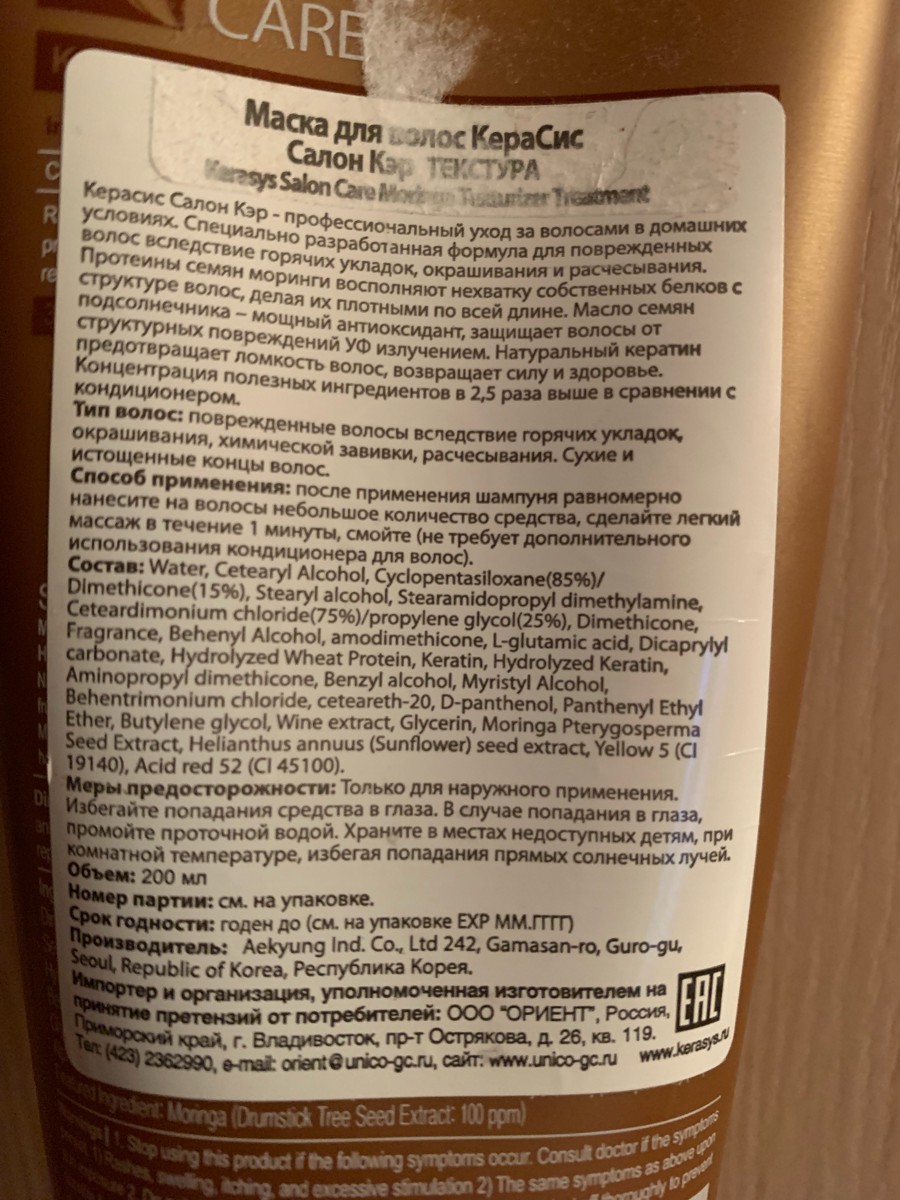 CARE
Маска для волос КераСис
Салон Кэр ТЕКСТУРА
Kerasys Salon Care Moringa Texturizer Treatment
Керасис Салон Кэр - профессиональный уход за волосами в домашних
условиях. Специально разработанная формула для поврежденных
волос вследствие горячих укладок, окрашивания и расчесывания.
Протеины семян моринги восполняют нехватку собственных белков с
структуре волос, делая их плотными по всей длине. Масло семян
подсолнечника – мощный антиоксидант, защищает волосы от
структурных повреждений УФ излучением. Натуральный кератин
предотвращает ломкость волос, возвращает силу и здоровье.
Концентрация полезных ингредиентов в 2,5 раза выше в сравнении с
кондиционером.
Тип волос: поврежденные волосы вследствие горячих укладок,
окрашивания, химической завивки, расчесывания. Сухие и
истощенные концы волос.
Способ применения: после применения шампуня равномерно
нанесите на волосы небольшое количество средства, сделайте легкий
массаж в течение 1 минуты, смойте (не требует дополнительного
использования кондиционера для волос).
Состав: Water, Cetearyl Alcohol, Cyclopentasiloxane(85%)/
Dimethicone(15%), Stearyl alcohol, Stearamidopropyl dimethylamine,
Ceteardimonium chloride(75%)/propylene glycol(25%), Dimethicone,
Fragrance, Behenyl Alcohol, amodimethicone, L-glutamic acid, Dicaprylyl
carbonate, Hydrolyzed Wheat Protein, Keratin, Hydrolyzed Keratin,
Aminopropyl dimethicone, Benzyl alcohol, Myristyl Alcohol,
Behentrimonium chloride, ceteareth-20, D-panthenol, Panthenyl Ethyl
Ether, Butylene glycol, Wine extract, Glycerin, Moringa Pterygosperma
Seed Extract, Helianthus annuus (Sunflower) seed extract, Yellow 5 (CI
19140), Acid red 52 (CI 45100).
Меры предосторожности: Только для наружного применения.
Избегайте попадания средства в глаза. В случае попадания в глаза,
промойте проточной водой. Храните в местах недоступных детям, при
комнатной температуре, избегая попадания прямых солнечных лучей.
Объем: 200 мл
Номер партии: см. на упаковке.
Срок годности: годен до (см. на упаковке EXP ММ.ГГГГ)
Производитель: Aekyung Ind. Co., Ltd 242, Gamasan-ro, Guro-gu,
Seoul, Republic of Korea, Республика Корея.
Импортер и организация, уполномоченная изготовителем на
принятие претензий от потребителей: ООО "ОРИЕНТ", Россия,
Приморский край, г. Владивосток, пр-т Острякова, д. 26, кв. 119.
Тел: (423) 2362990, e-mail: orient@unico-gc.ru, сайт: www.unico-gc.ru
EAC
www.kerasys.ru
Ingredient: Moringa (Drumstick Tree Seed Extract: 100 ppm)
1. Stop using this product if the following symptoms occur. Consult doctor if the symptoms
1) Rashes, swelling, itching, and excessive stimulation 2) The same symptoms as above upon
thoroughly to prevent